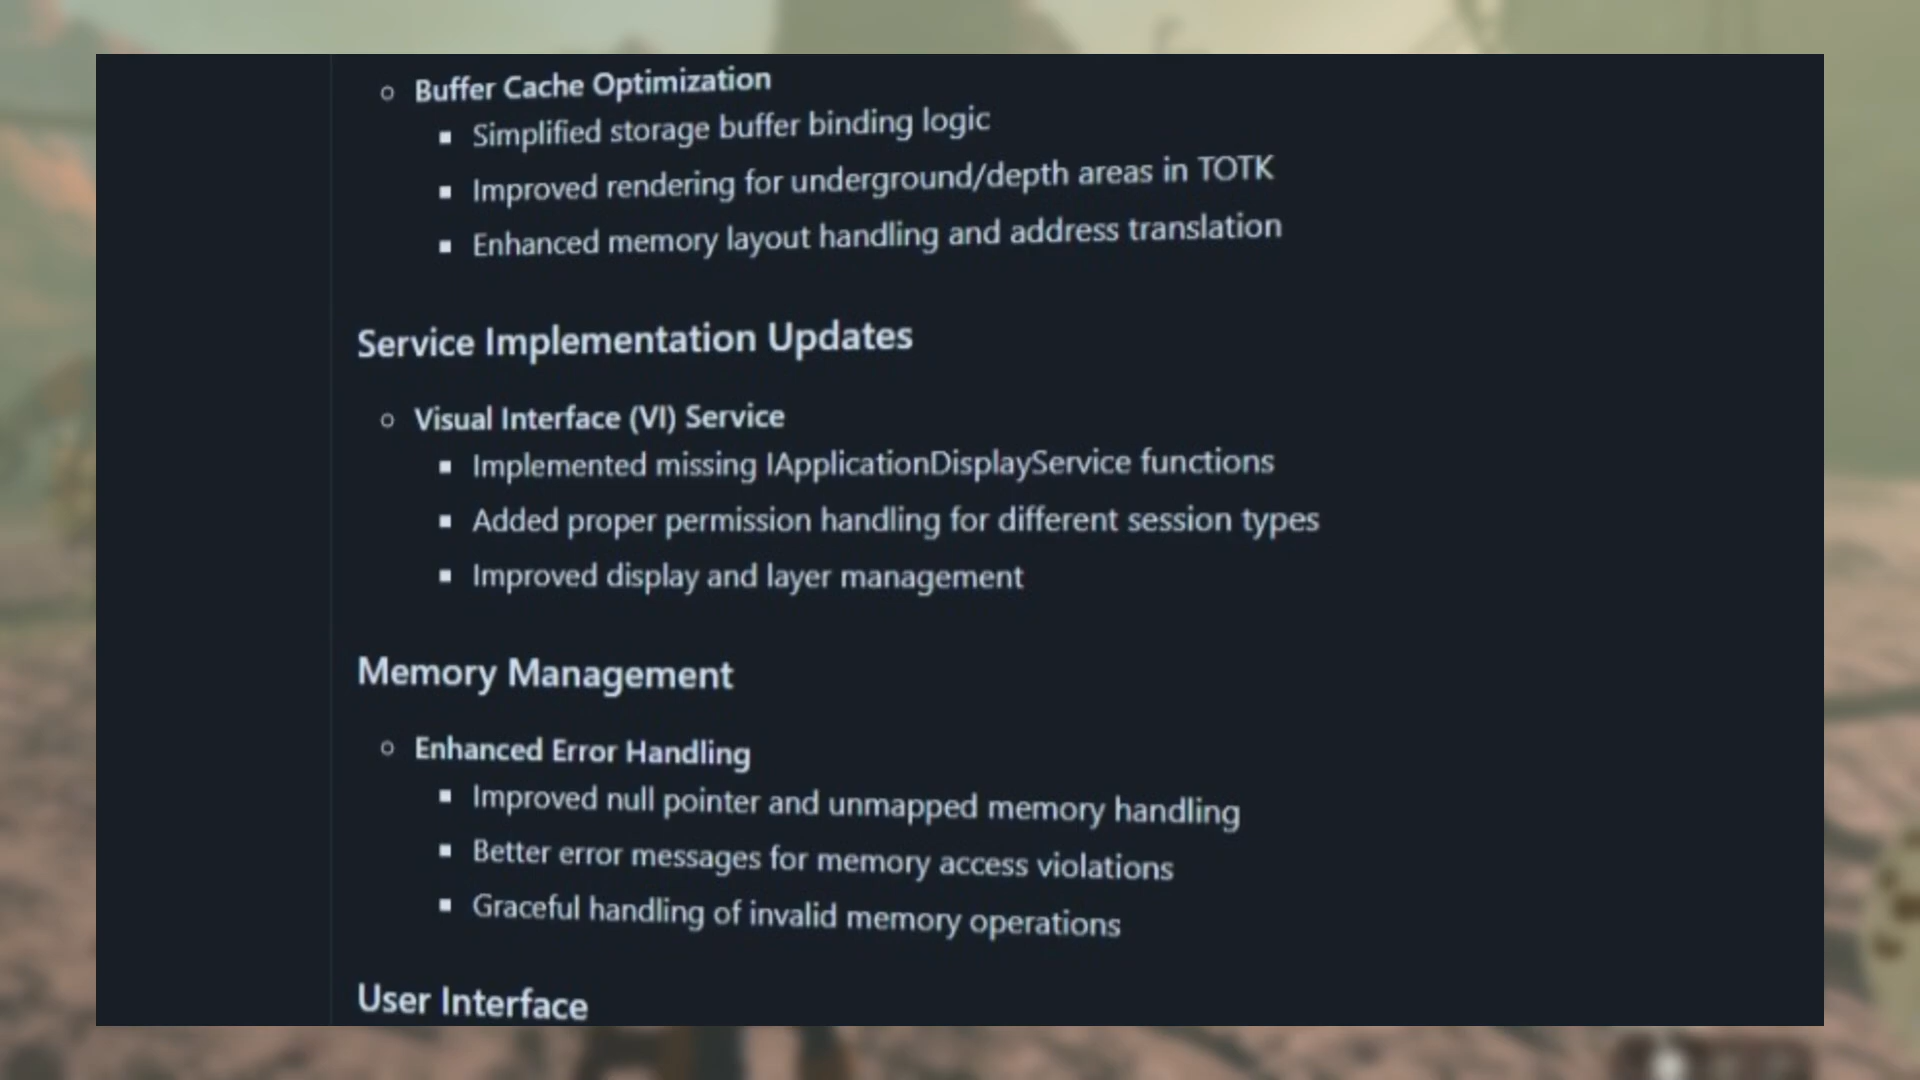 Buffer Cache Optimization
Simplified storage buffer binding logic
Improved rendering for underground/depth areas in TOTK
Enhanced memory layout handling and address translation
Service Implementation Updates
Visual Interface (VI) Service
Implemented missing IApplicationDisplayService functions
Added proper permission handling for different session types
Improved display and layer management
Memory Management
Enhanced Error Handling
Improved null pointer and unmapped memory handling
Better error messages for memory access violations
Graceful handling of invalid memory operations
User Interface